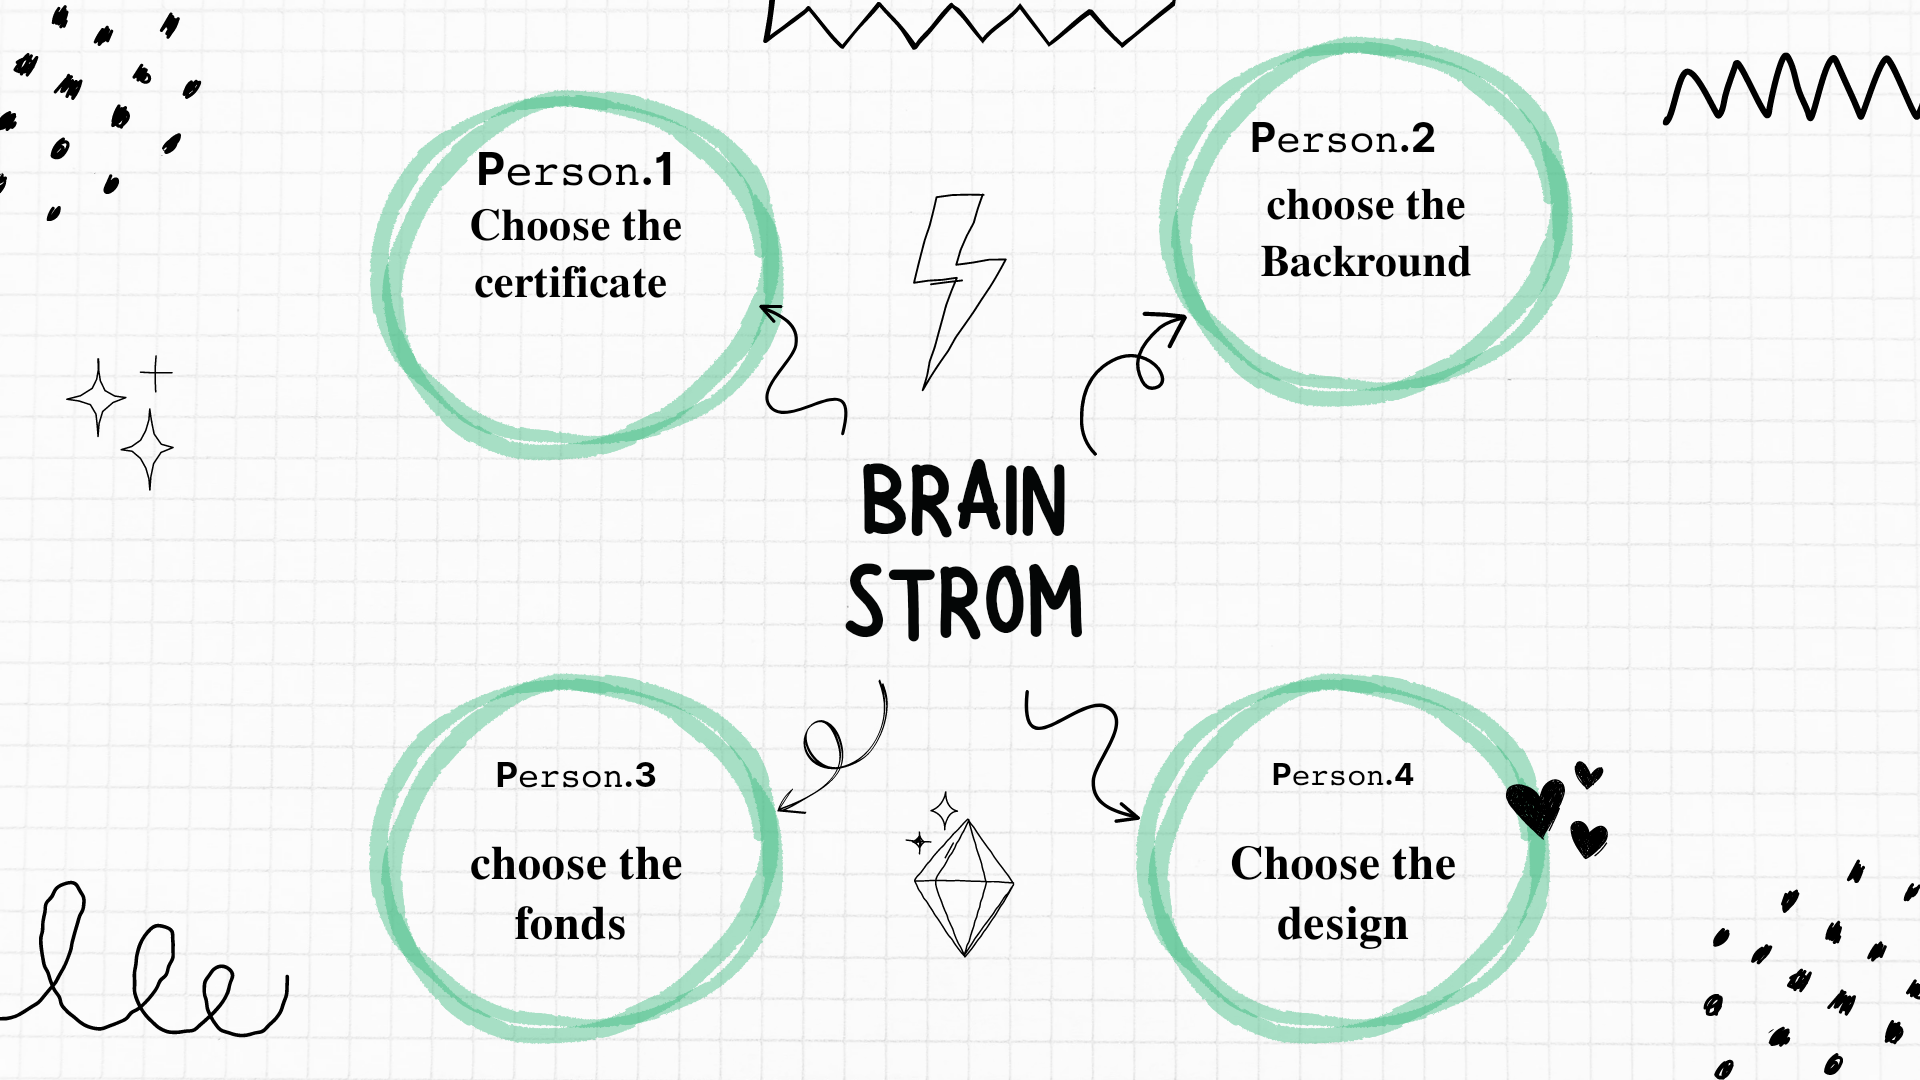 Person.1
Choose the
certificate
Person.2
choose the
Backround
BRAIN
STROM
Person.3
choose the
fonds
Person.4
Choose the
design